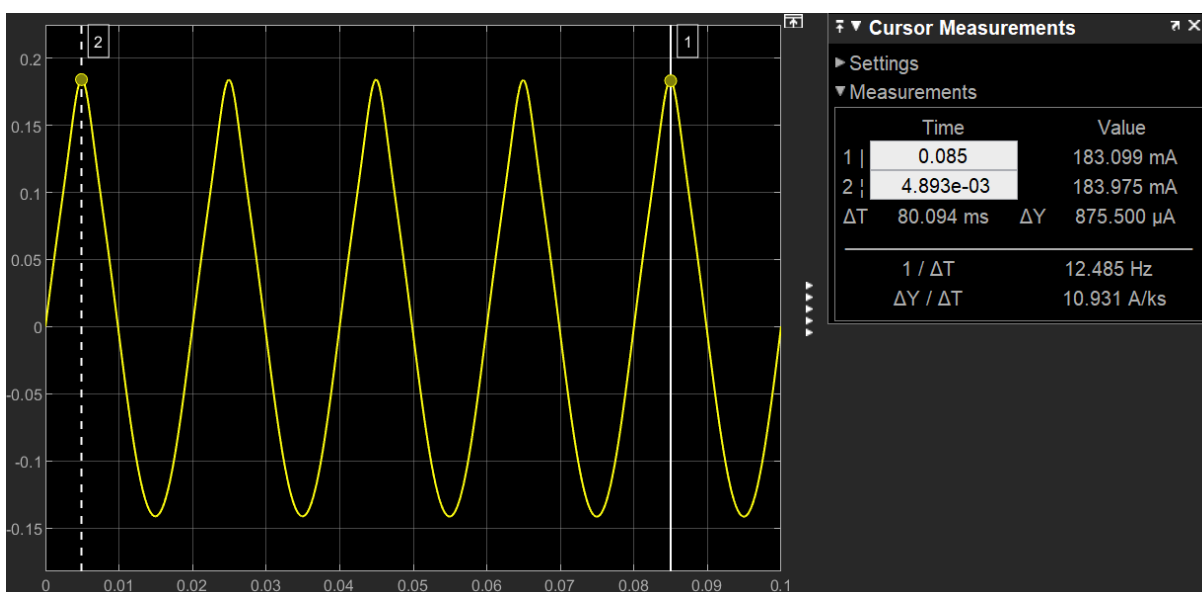 2
1
0.2
0.15
0.1
0.05
0
-0.05
-0.1
-0.15
0 0.01 0.02 0.03 0.04 0.05 0.06 0.07 0.08 0.09 0.1
Cursor Measurements
Settings
Measurements
Time Value
1 | 0.085 183.099 mA
2 ¦ 4.893e-03 183.975 mA
ΔT 80.094 ms ΔY 875.500 µA
1 / ΔT 12.485 Hz
ΔY / ΔT 10.931 A/ks